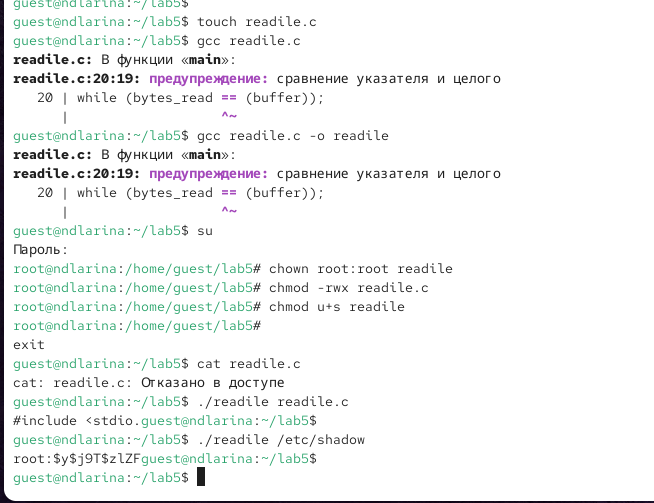 guest@ndlarina:~/lab5$
guest@ndlarina:~/lab5$ touch readile.c
guest@ndlarina:~/lab5$ gcc readile.c
readile.c: В функции «main»:
readile.c:20:19: предупреждение: сравнение указателя и целого
   20 | while (bytes_read == (buffer));
      |                   ^~
guest@ndlarina:~/lab5$ gcc readile.c -o readile
readile.c: В функции «main»:
readile.c:20:19: предупреждение: сравнение указателя и целого
   20 | while (bytes_read == (buffer));
      |                   ^~
guest@ndlarina:~/lab5$ su
Пароль:
root@ndlarina:/home/guest/lab5# chown root:root readile
root@ndlarina:/home/guest/lab5# chmod -rwx readile.c
root@ndlarina:/home/guest/lab5# chmod u+s readile
root@ndlarina:/home/guest/lab5#
exit
guest@ndlarina:~/lab5$ cat readile.c
cat: readile.c: Отказано в доступе
guest@ndlarina:~/lab5$ ./readile readile.c
#include <stdio.guest@ndlarina:~/lab5$
guest@ndlarina:~/lab5$ ./readile /etc/shadow
root:$y$j9T$zlZFguest@ndlarina:~/lab5$
guest@ndlarina:~/lab5$